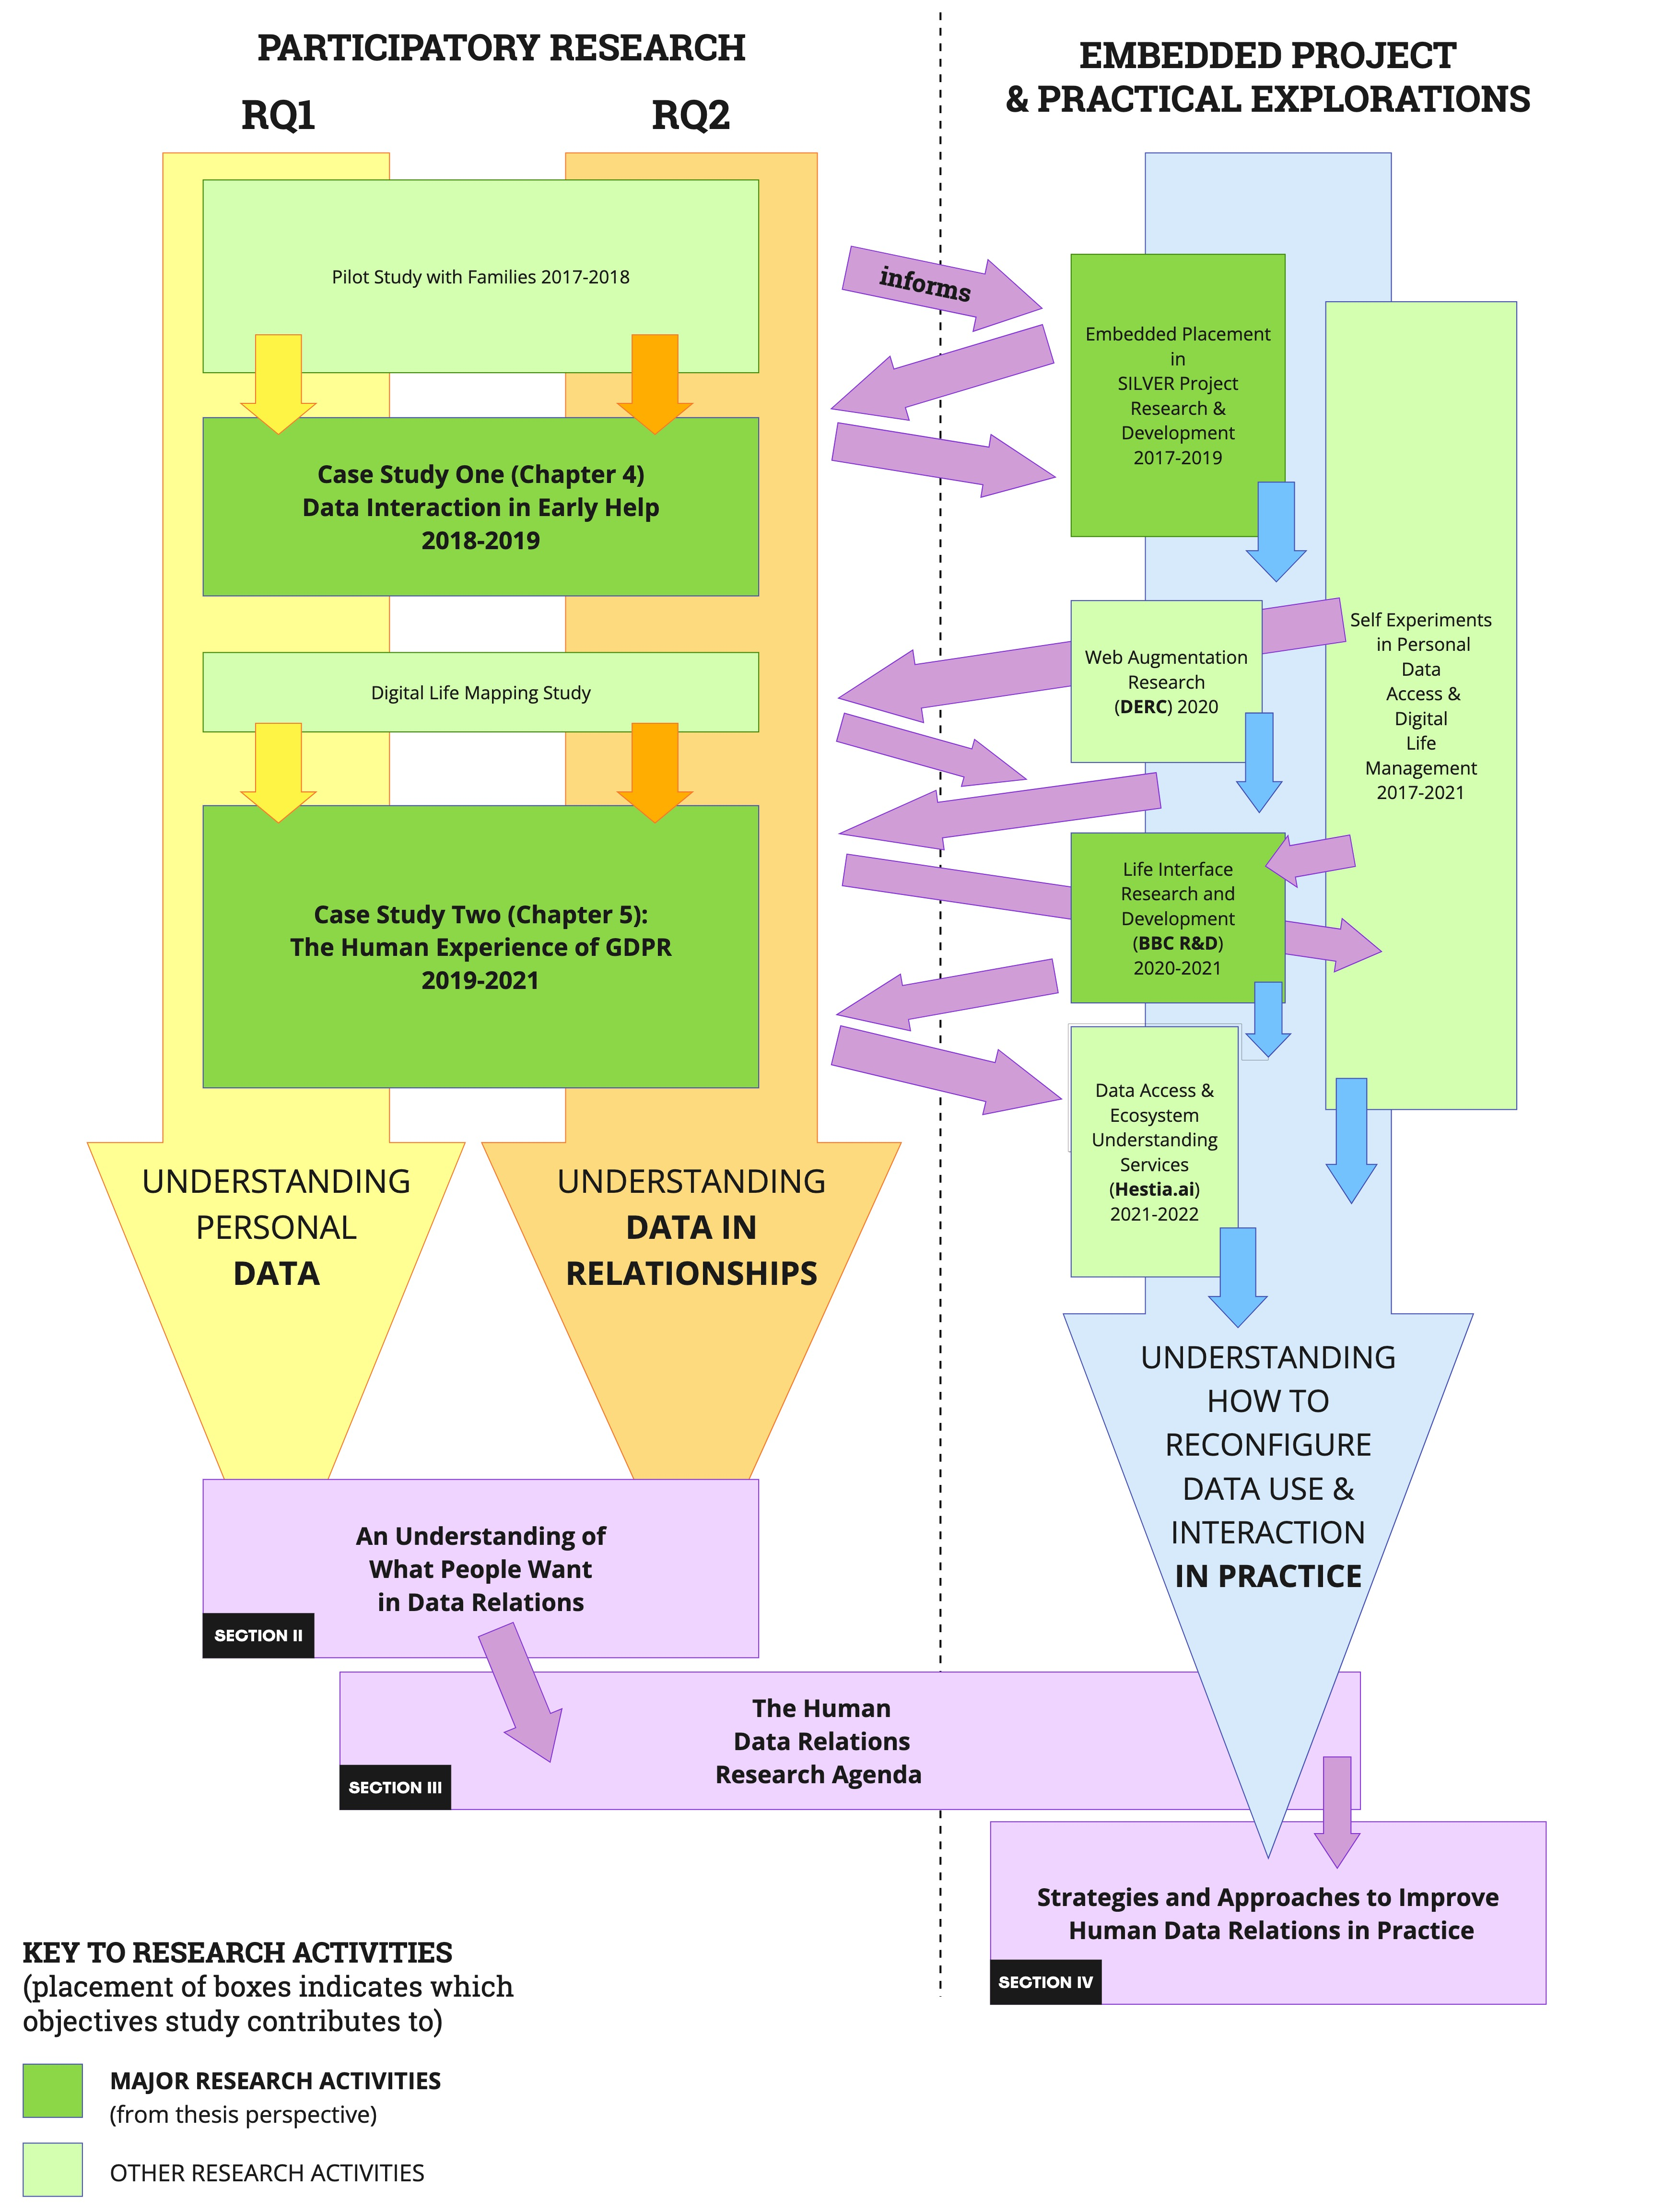 PARTICIPATORY RESEARCH
RQ1
RQ2
Pilot Study with Families 2017-2018
Case Study One (Chapter 4)
Data Interaction in Early Help
2018-2019
Digital Life Mapping Study
Case Study Two (Chapter 5):
The Human Experience of GDPR
2019-2021
UNDERSTANDING
PERSONAL
DATA
UNDERSTANDING
DATA IN
RELATIONSHIPS
informs
EMBEDDED PROJECT
& PRACTICAL EXPLORATIONS
Embedded Placement
in
SILVER Project
Research &
Development
2017-2019
Web Augmentation
Research
(DERC) 2020
Self Experiments
in Personal
Data
Access &
Digital
Life
Management
2017-2021
Life Interface
Research and
Development
(BBC R&D)
2020-2021
Data Access &
Ecosystem
Understanding
Services
(Hestia.ai)
2021-2022
UNDERSTANDING
HOW TO
RECONFIGURE
DATA USE &
INTERACTION
IN PRACTICE
An Understanding of
What People Want
in Data Relations
SECTION II
The Human
Data Relations
Research Agenda
SECTION III
Strategies and Approaches to Improve
Human Data Relations in Practice
SECTION IV
KEY TO RESEARCH ACTIVITIES
(placement of boxes indicates which
objectives study contributes to)
MAJOR RESEARCH ACTIVITIES
(from thesis perspective)
OTHER RESEARCH ACTIVITIES